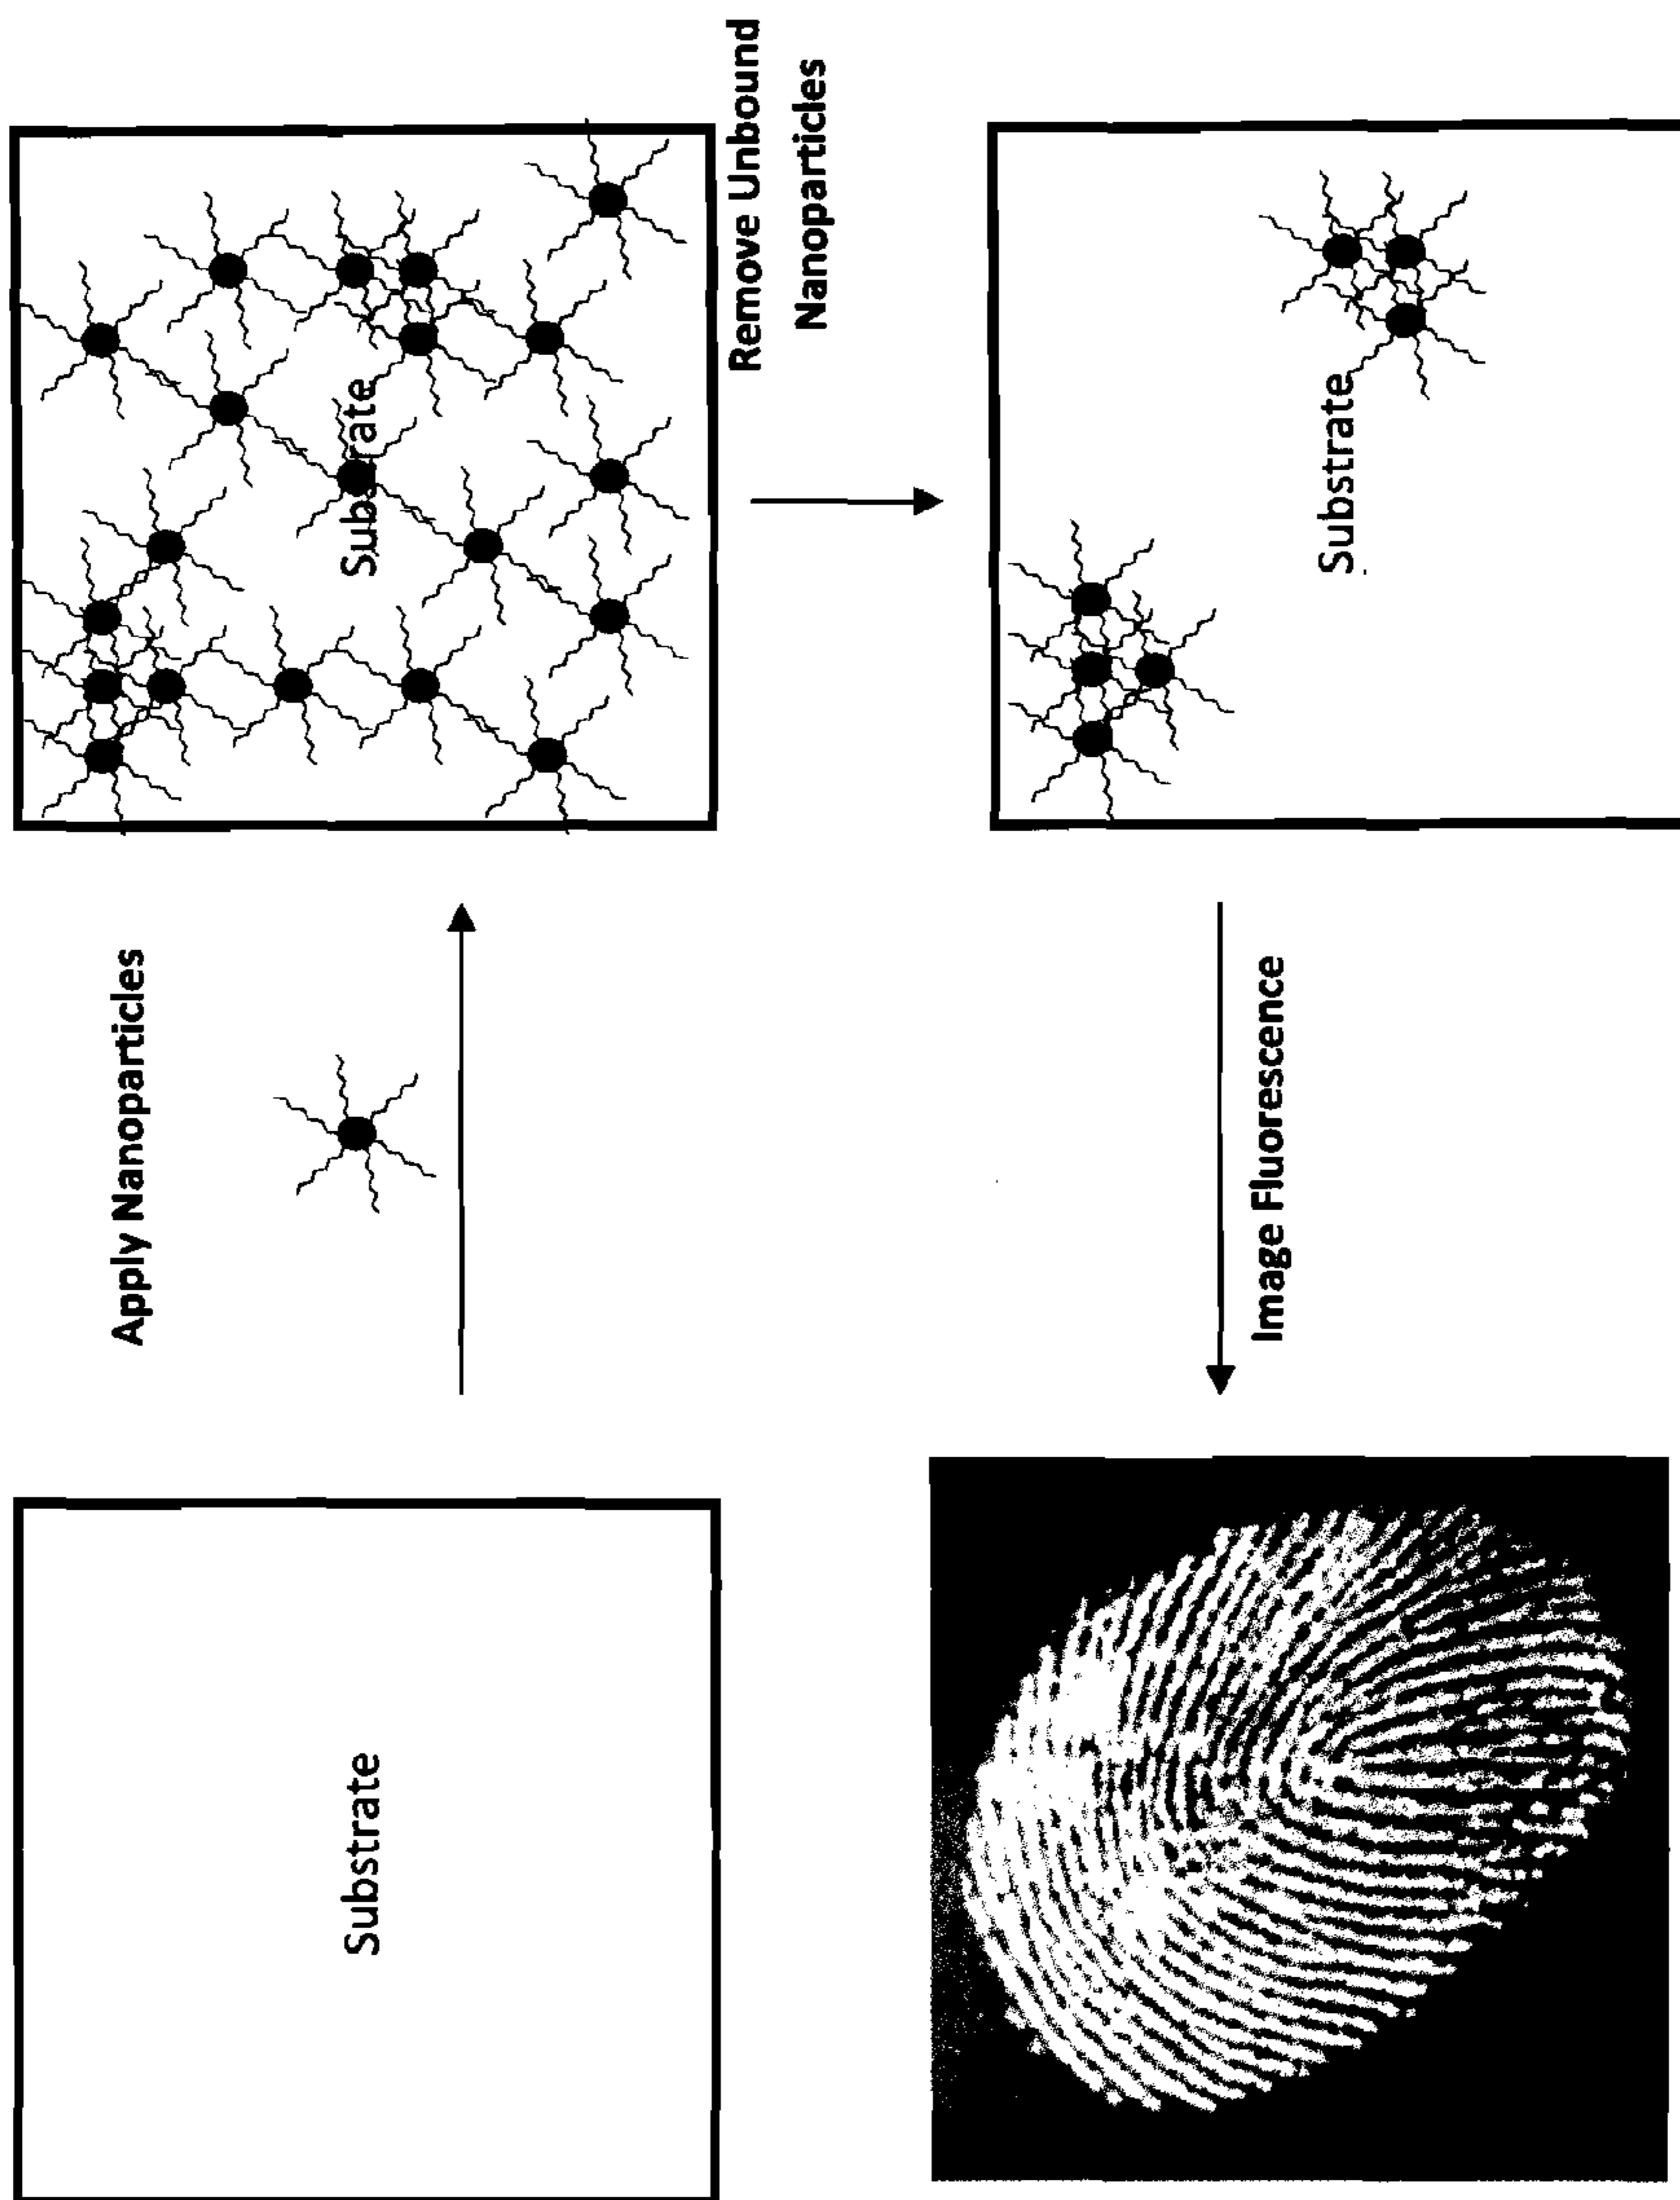 Substrate
Apply Nanoparticles
Substrate
Remove Unbound
Nanoparticles
Substrate
Image Fluorescence